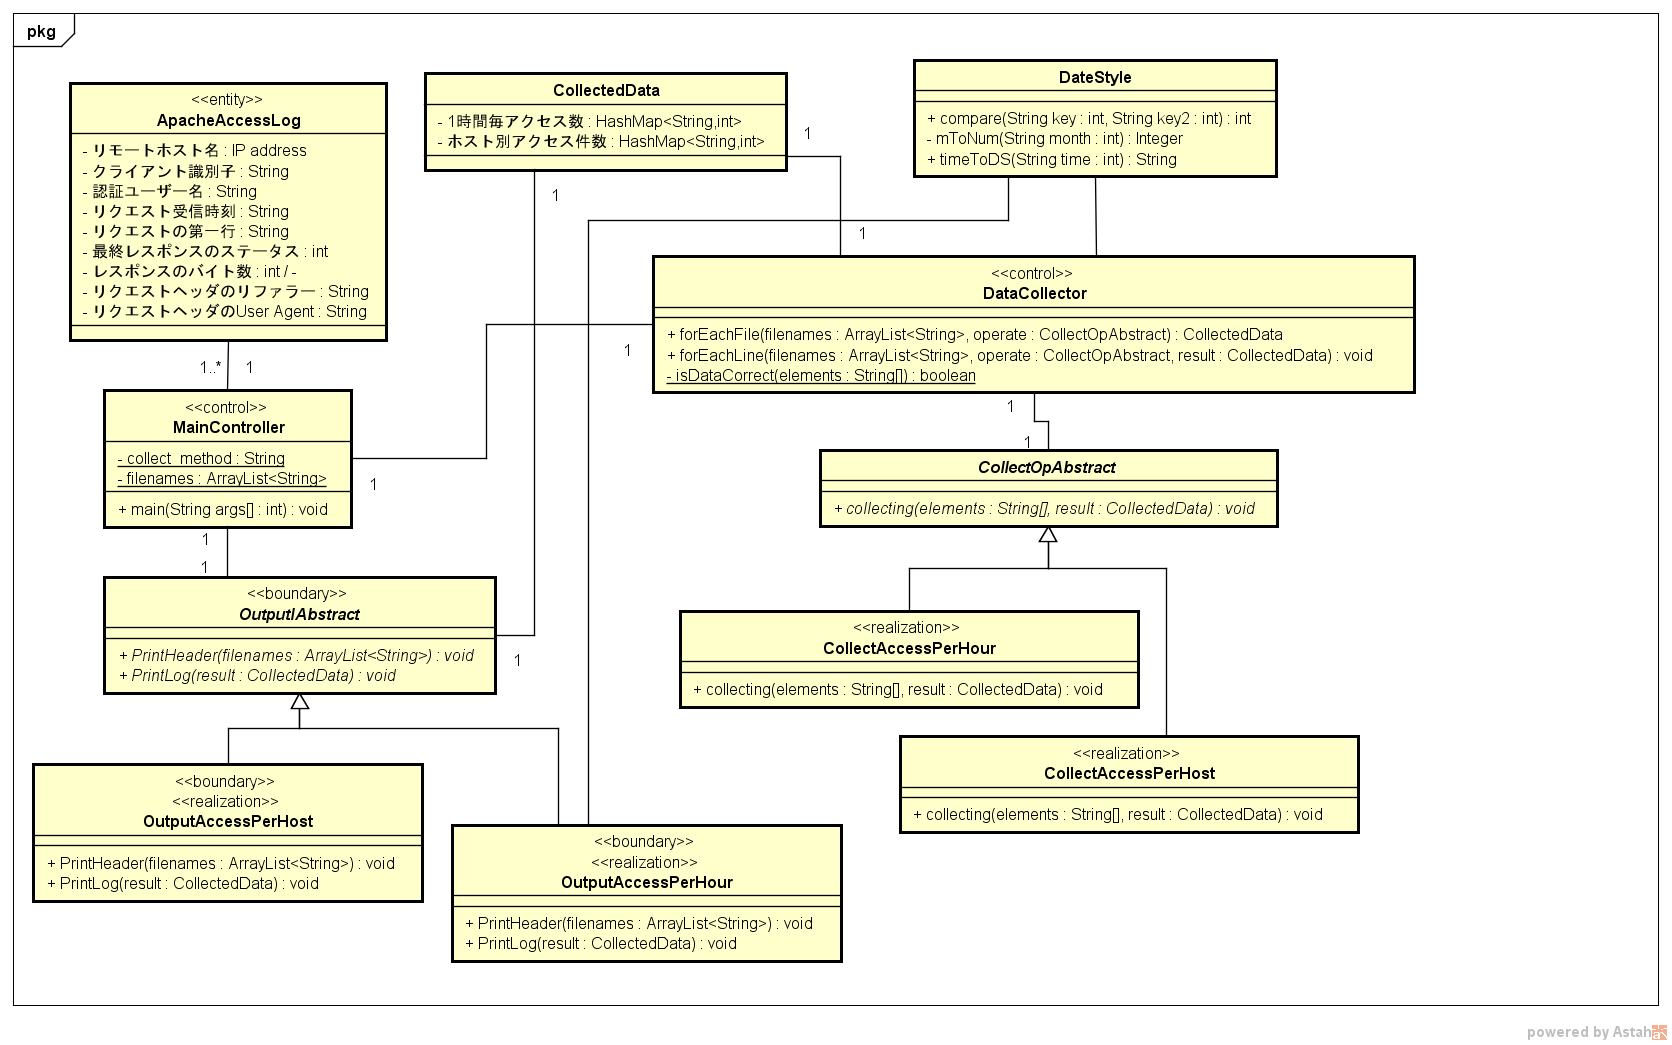 pkg
<<entity>>
ApacheAccessLog
- リモートホスト名 : IP address
- クライアント識別子 : String
- 認証ユーザー名 : String
- リクエスト受信時刻 : String
- リクエストの第一行 : String
- 最終レスポンスのステータス : int
- レスポンスのバイト数 : int / -
- リクエストヘッダのリファラー : String
- リクエストヘッダのUser Agent : String
CollectedData
- 1時間毎アクセス数 : HashMap<String,int>
- ホスト別アクセス件数 : HashMap<String,int>
DateStyle
+ compare(String key : int, String key2 : int) : int
- mToNum(String month : int) : Integer
+ timeToDS(String time : int) : String
1
1
1
<<control>>
DataCollector
+ forEachFile(filenames : ArrayList<String>, operate : CollectOpAbstract) : CollectedData
+ forEachLine(filenames : ArrayList<String>, operate : CollectOpAbstract, result : CollectedData) : void
- isDataCorrect(elements : String[]) : boolean
1
1..* 1
<<control>>
MainController
- collect_method : String
- filenames : ArrayList<String>
+ main(String args[] : int) : void
1
1
1
CollectOpAbstract
+ collecting(elements : String[], result : CollectedData) : void
1
1
<<boundary>>
OutputIAbstract
+ PrintHeader(filenames : ArrayList<String>) : void
+ PrintLog(result : CollectedData) : void
1
<<realization>>
CollectAccessPerHour
+ collecting(elements : String[], result : CollectedData) : void
<<realization>>
CollectAccessPerHost
+ collecting(elements : String[], result : CollectedData) : void
<<boundary>>
<<realization>>
OutputAccessPerHost
+ PrintHeader(filenames : ArrayList<String>) : void
+ PrintLog(result : CollectedData) : void
<<boundary>>
<<realization>>
OutputAccessPerHour
+ PrintHeader(filenames : ArrayList<String>) : void
+ PrintLog(result : CollectedData) : void
powered by Astah